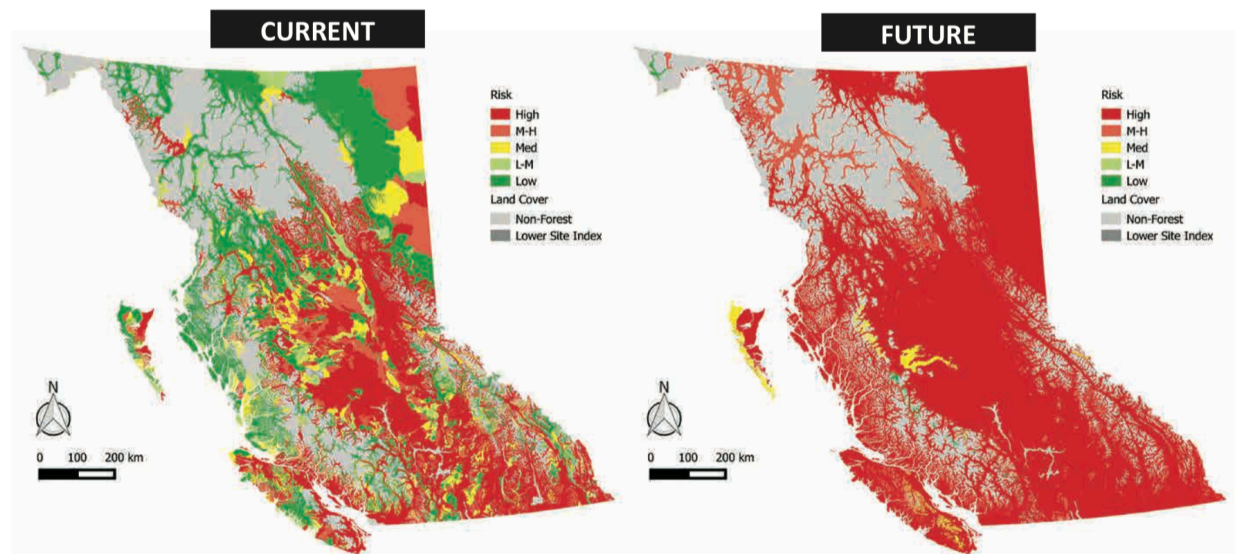 CURRENT
Risk
High
M-H
Med
L-M
Low
Land Cover
Non-Forest
Lower Site Index
N
0 100 200 km
FUTURE
Risk
High
M-H
Med
L-M
Low
Land Cover
Non-Forest
Lower Site Index
N
0 100 200 km